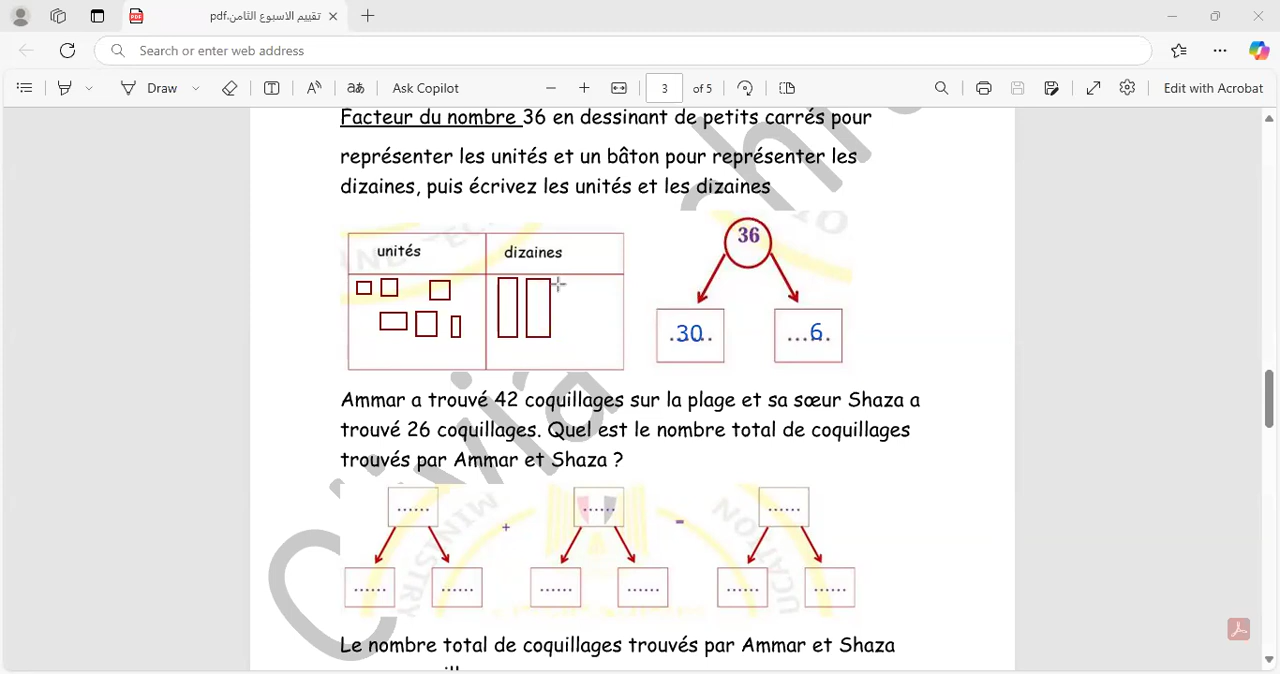 تقييم الاسبوع الثامن.pdf
Search or enter web address
Draw
Ask Copilot
3 of 5
Edit with Acrobat
Facteur du nombre 36 en dessinant de petits carrés pour
représenter les unités et un bâton pour représenter les
dizaines, puis écrivez les unités et les dizaines
unités dizaines
36
30 6
Ammar a trouvé 42 coquillages sur la plage et sa sœur Shaza a
trouvé 26 coquillages. Quel est le nombre total de coquillages
trouvés par Ammar et Shaza ?
...... + ...... = ......
...... ...... ...... ...... ...... ......
Le nombre total de coquillages trouvés par Ammar et Shaza